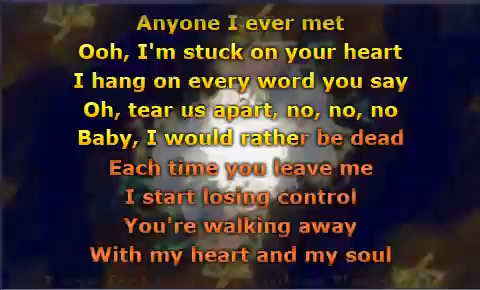 Anyone I ever met
Ooh, I'm stuck on your heart
I hang on every word you say
Oh, tear us apart, no, no, no
Baby, I would rather be dead
Each time you leave me
I start losing control
You're walking away
With my heart and my soul